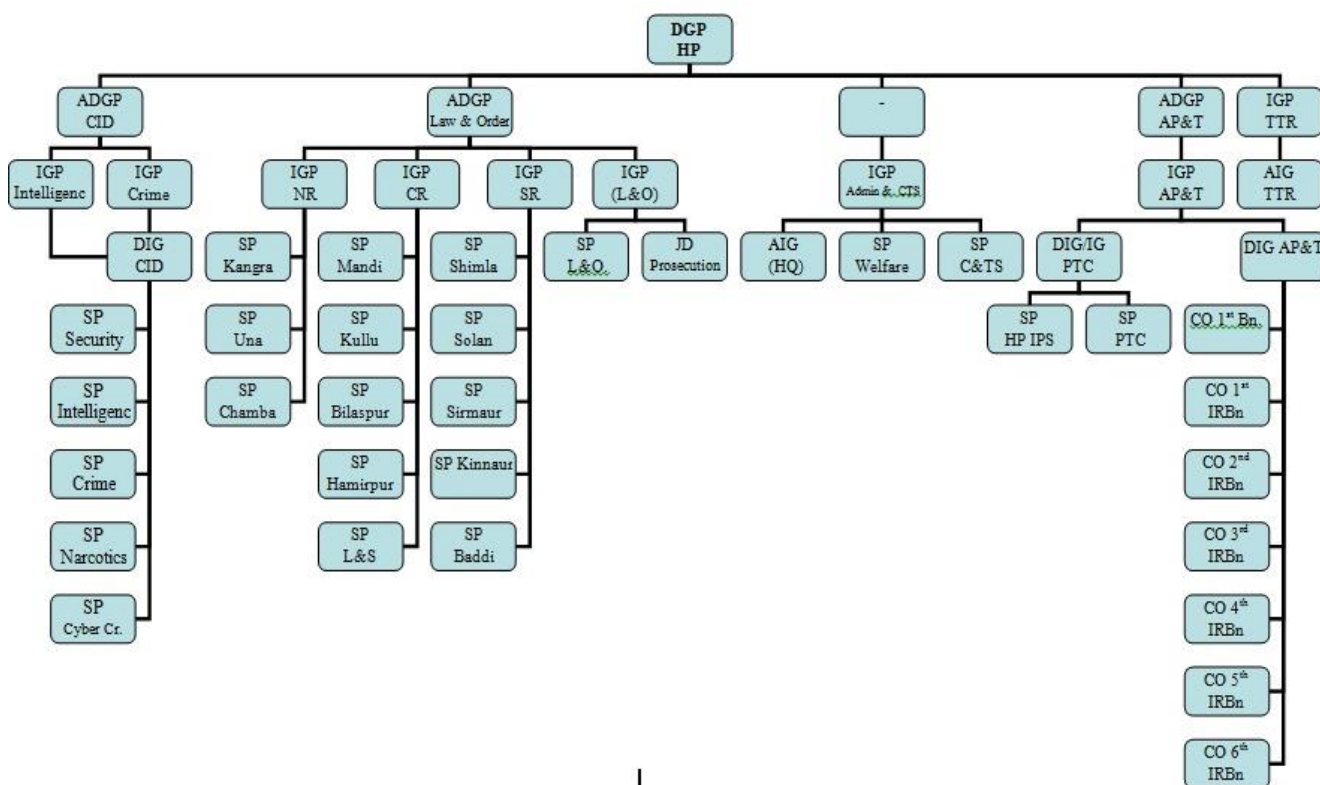 DGP
HP
ADGP
CID
ADGP
Law & Order
-
ADGP
AP&T
IGP
TTR
IGP
Intelligenc
IGP
Crime
IGP
NR
IGP
CR
IGP
SR
IGP
(L&O)
IGP
Admin & CTS
IGP
AP&T
AIG
TTR
DIG
CID
SP
Kangra
SP
Mandi
SP
Shimla
SP
L&O.
JD
Prosecution
AIG
(HQ)
SP
Welfare
SP
C&TS
DIG/IG
PTC
DIG AP&T
SP
Security
SP
Una
SP
Kullu
SP
Solan
SP
HP IPS
SP
PTC
CO 1st Bn.
SP
Intelligenc
SP
Chamba
SP
Bilaspur
SP
Sirmaur
CO 1st
IRBn
SP
Crime
SP
Hamirpur
SP Kinnaur
CO 2nd
IRBn
SP
Narcotics
SP
L&S
SP
Baddi
CO 3rd
IRBn
SP
Cyber Cr.
CO 4th
IRBn
CO 5th
IRBn
CO 6th
IRBn